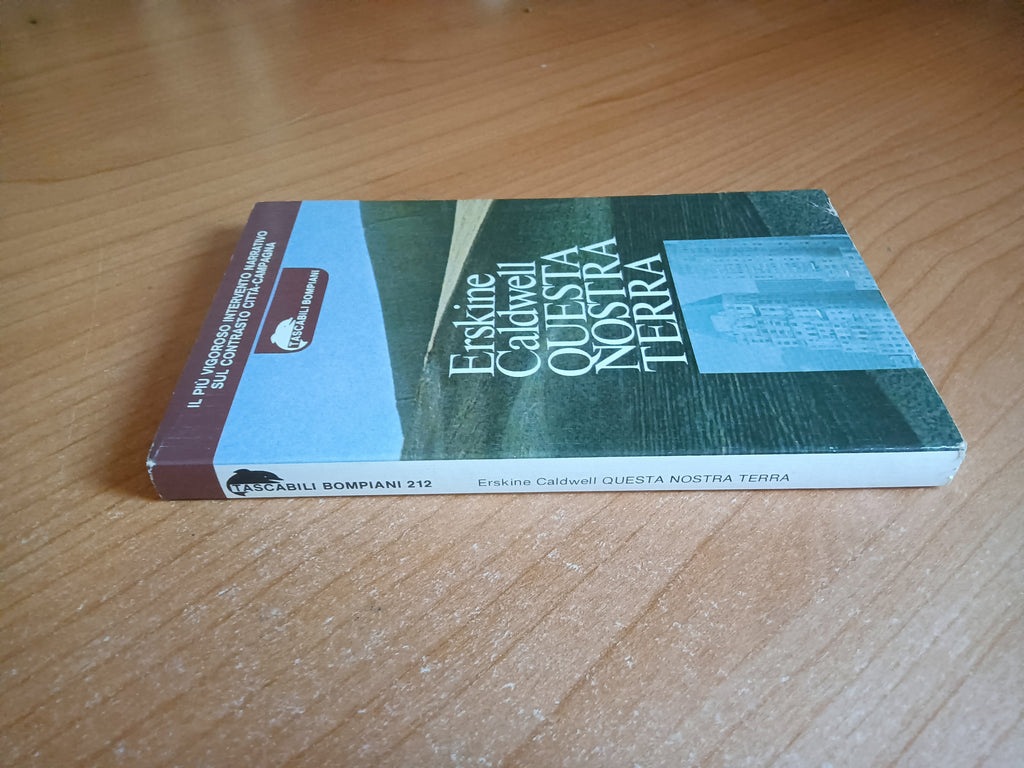 IL PIÙ VIGOROSO INTERVENTO NARRATIVO
SUL CONTRASTO CITTÀ-CAMPAGNA
TASCABILI BOMPIANI
Erskine
Caldwell
QUESTA
NOSTRA
TERRA
TASCABILI BOMPIANI 212
Erskine Caldwell QUESTA NOSTRA TERRA